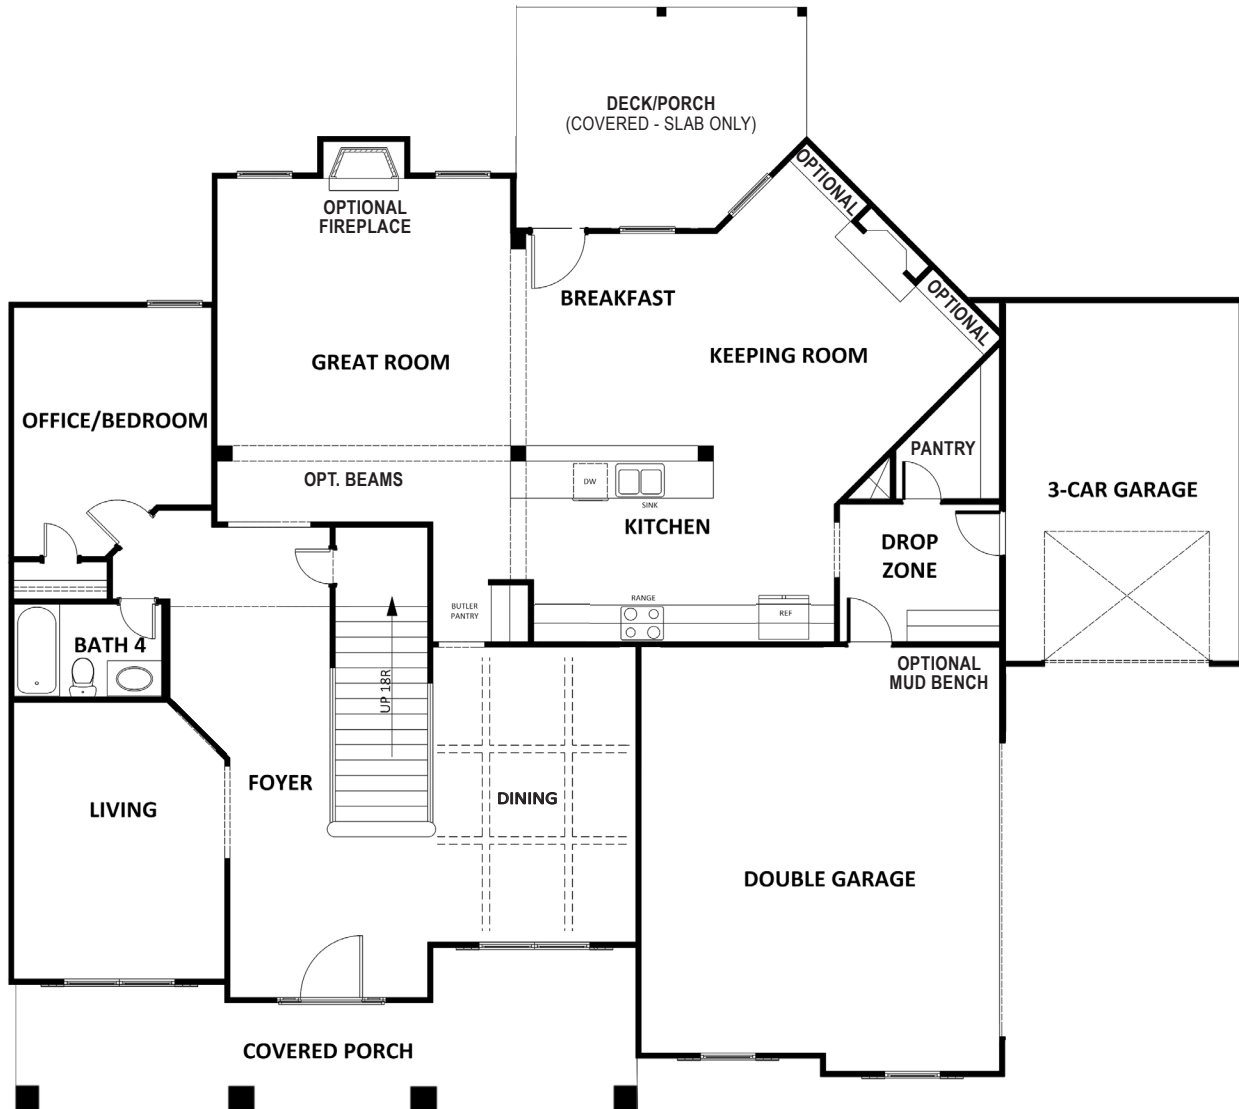 DECK/PORCH
(COVERED - SLAB ONLY)
OPTIONAL
OPTIONAL
FIREPLACE
BREAKFAST
OPTIONAL
GREAT ROOM
KEEPING ROOM
OFFICE/BEDROOM
PANTRY
OPT. BEAMS
DW
SINK
3-CAR GARAGE
KITCHEN
DROP
ZONE
RANGE
REF
BUTLER
PANTRY
BATH 4
OPTIONAL
MUD BENCH
UP 18R
FOYER
DINING
LIVING
DOUBLE GARAGE
COVERED PORCH